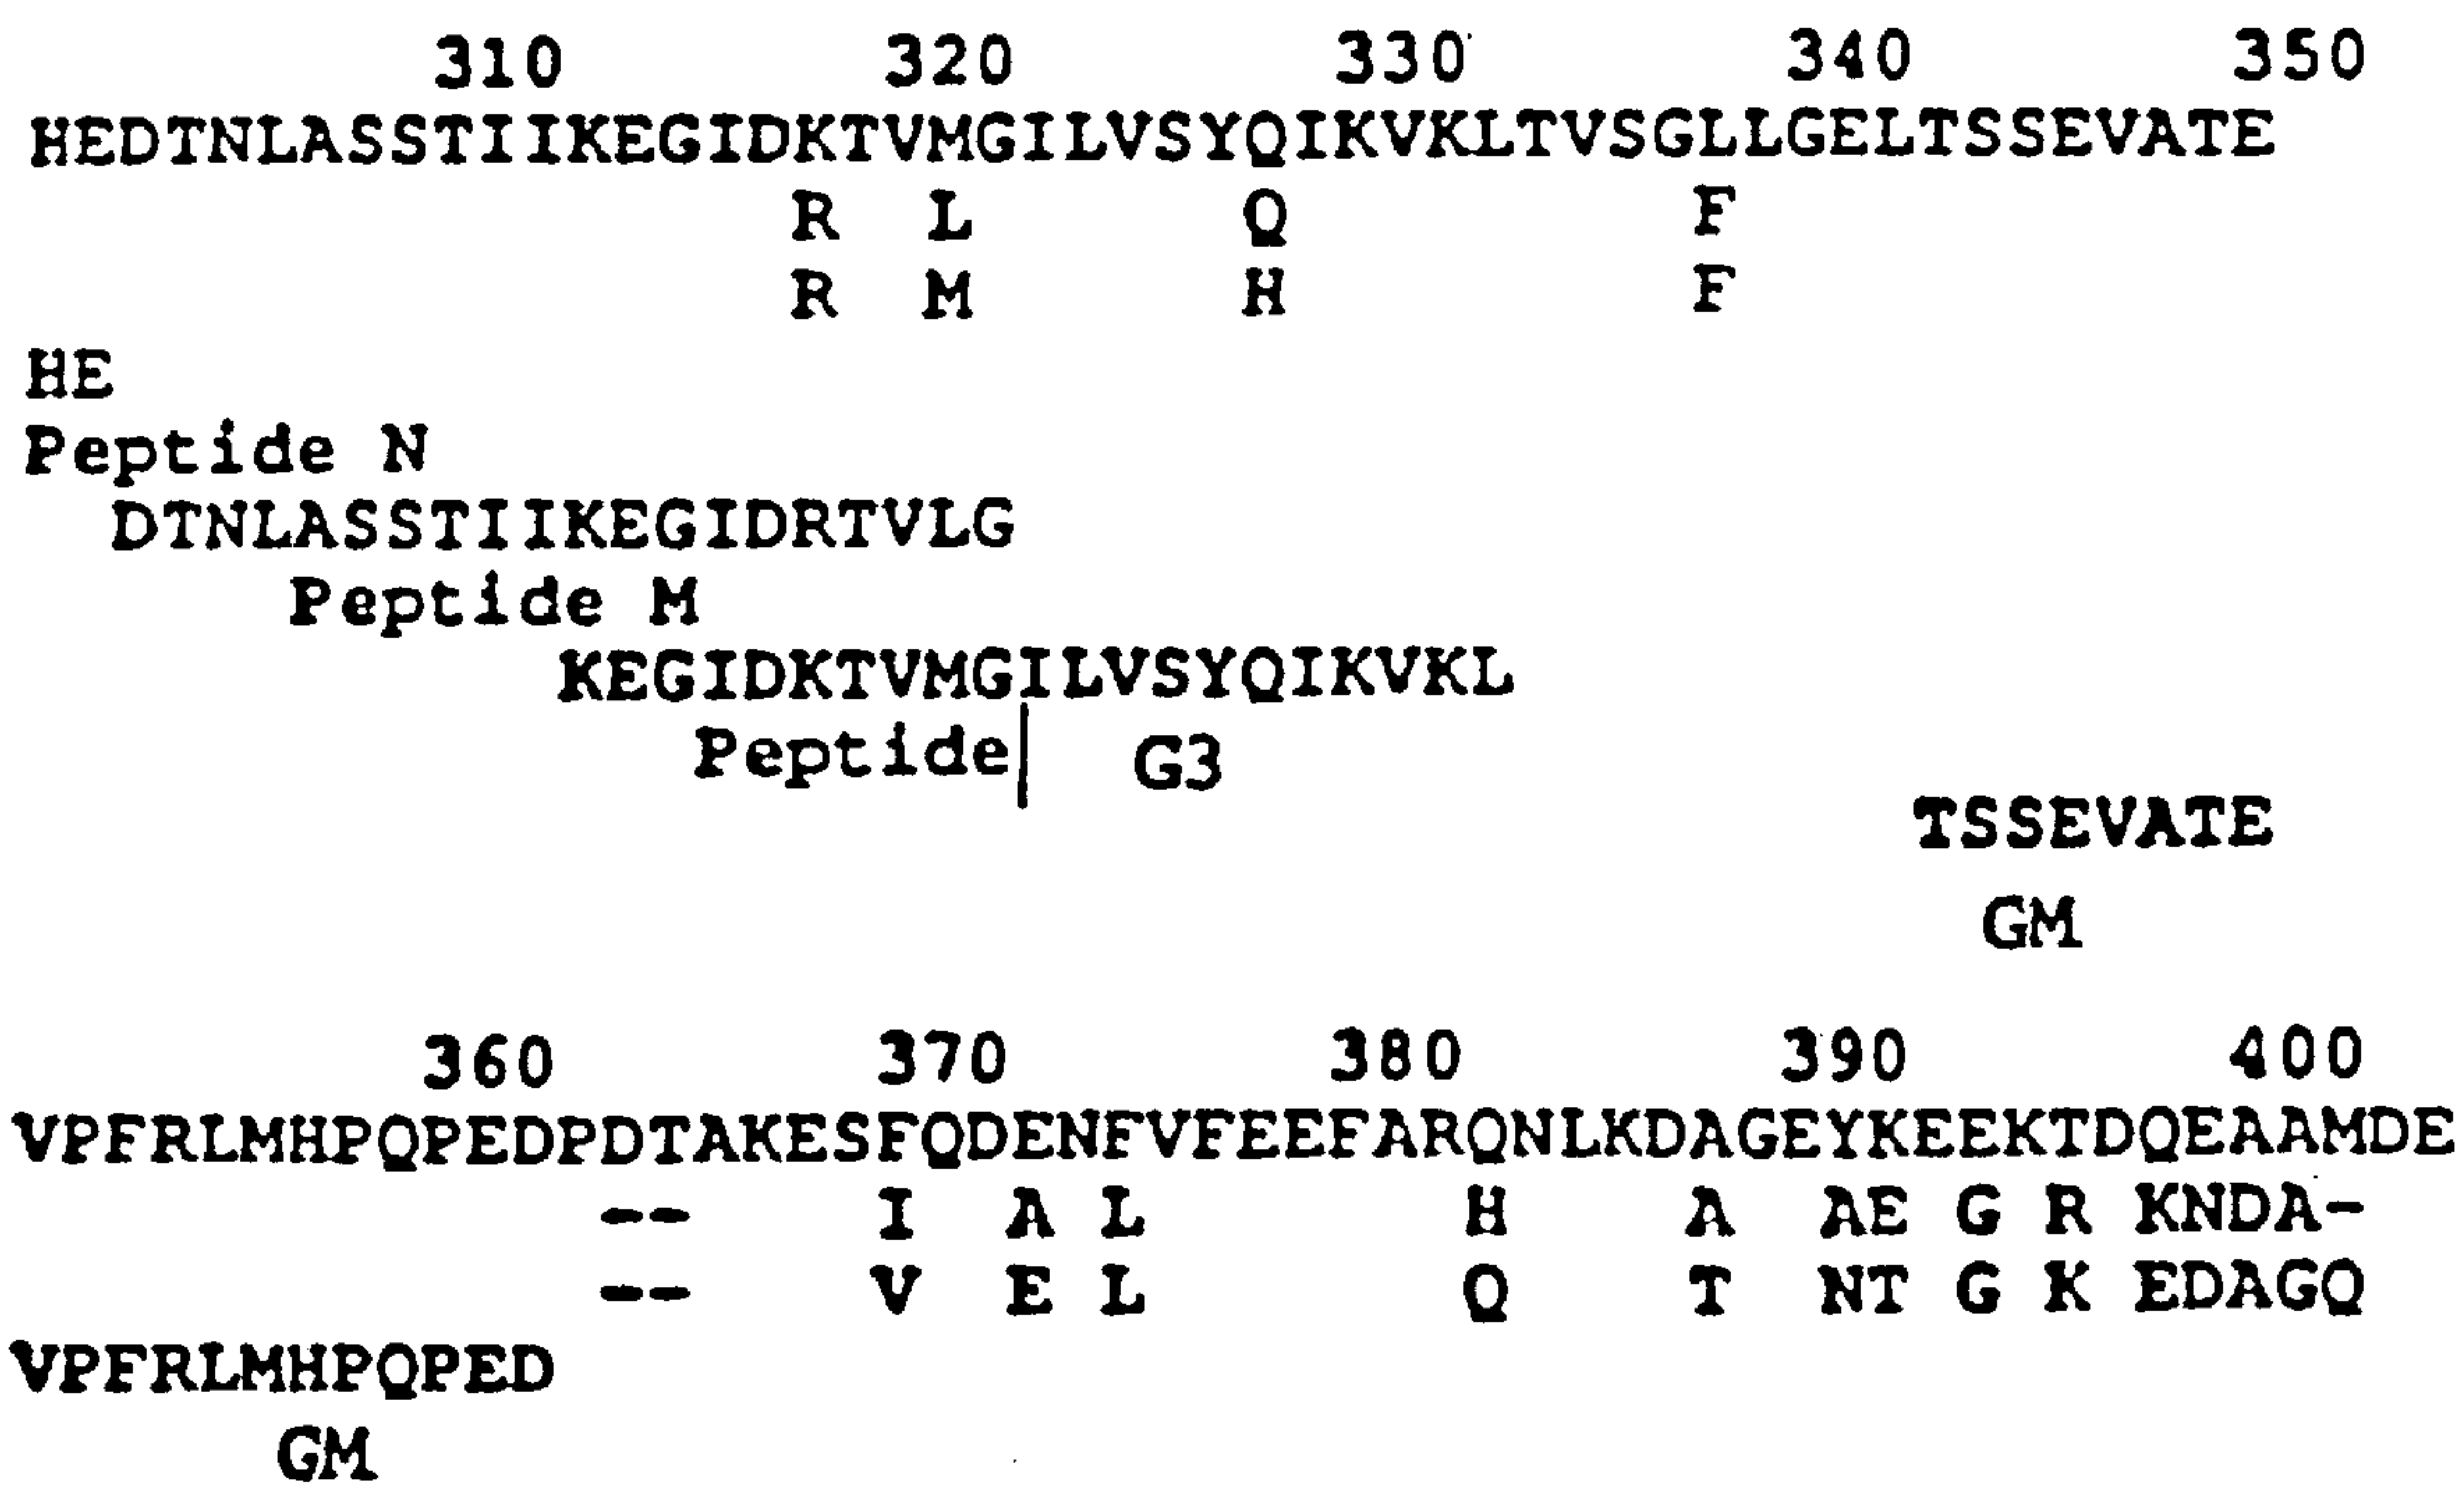 310 320 330 340 350
HEDTNLASSTIIKEGIDKTVMGILVSYQIKVKLTVSGLLGELTSSEVATE
R L Q F
R M H F
HE
Peptide N
DTNLASSTIIKEGIDRTVLG
Peptide M
KEGIDKTVMGILVSYQIKVKL
Peptide| G3
TSSEVATE
GM
360 370 380 390 400
VPFRLMHPQPEDPDTAKESFQDENFVFEEFARQNLKDAGEYKEEKTDQEAAMDE
-- I A L H A AE G R KNDA-
-- V E L Q T NT G K EDAGQ
VPFRLMHPQPED
GM